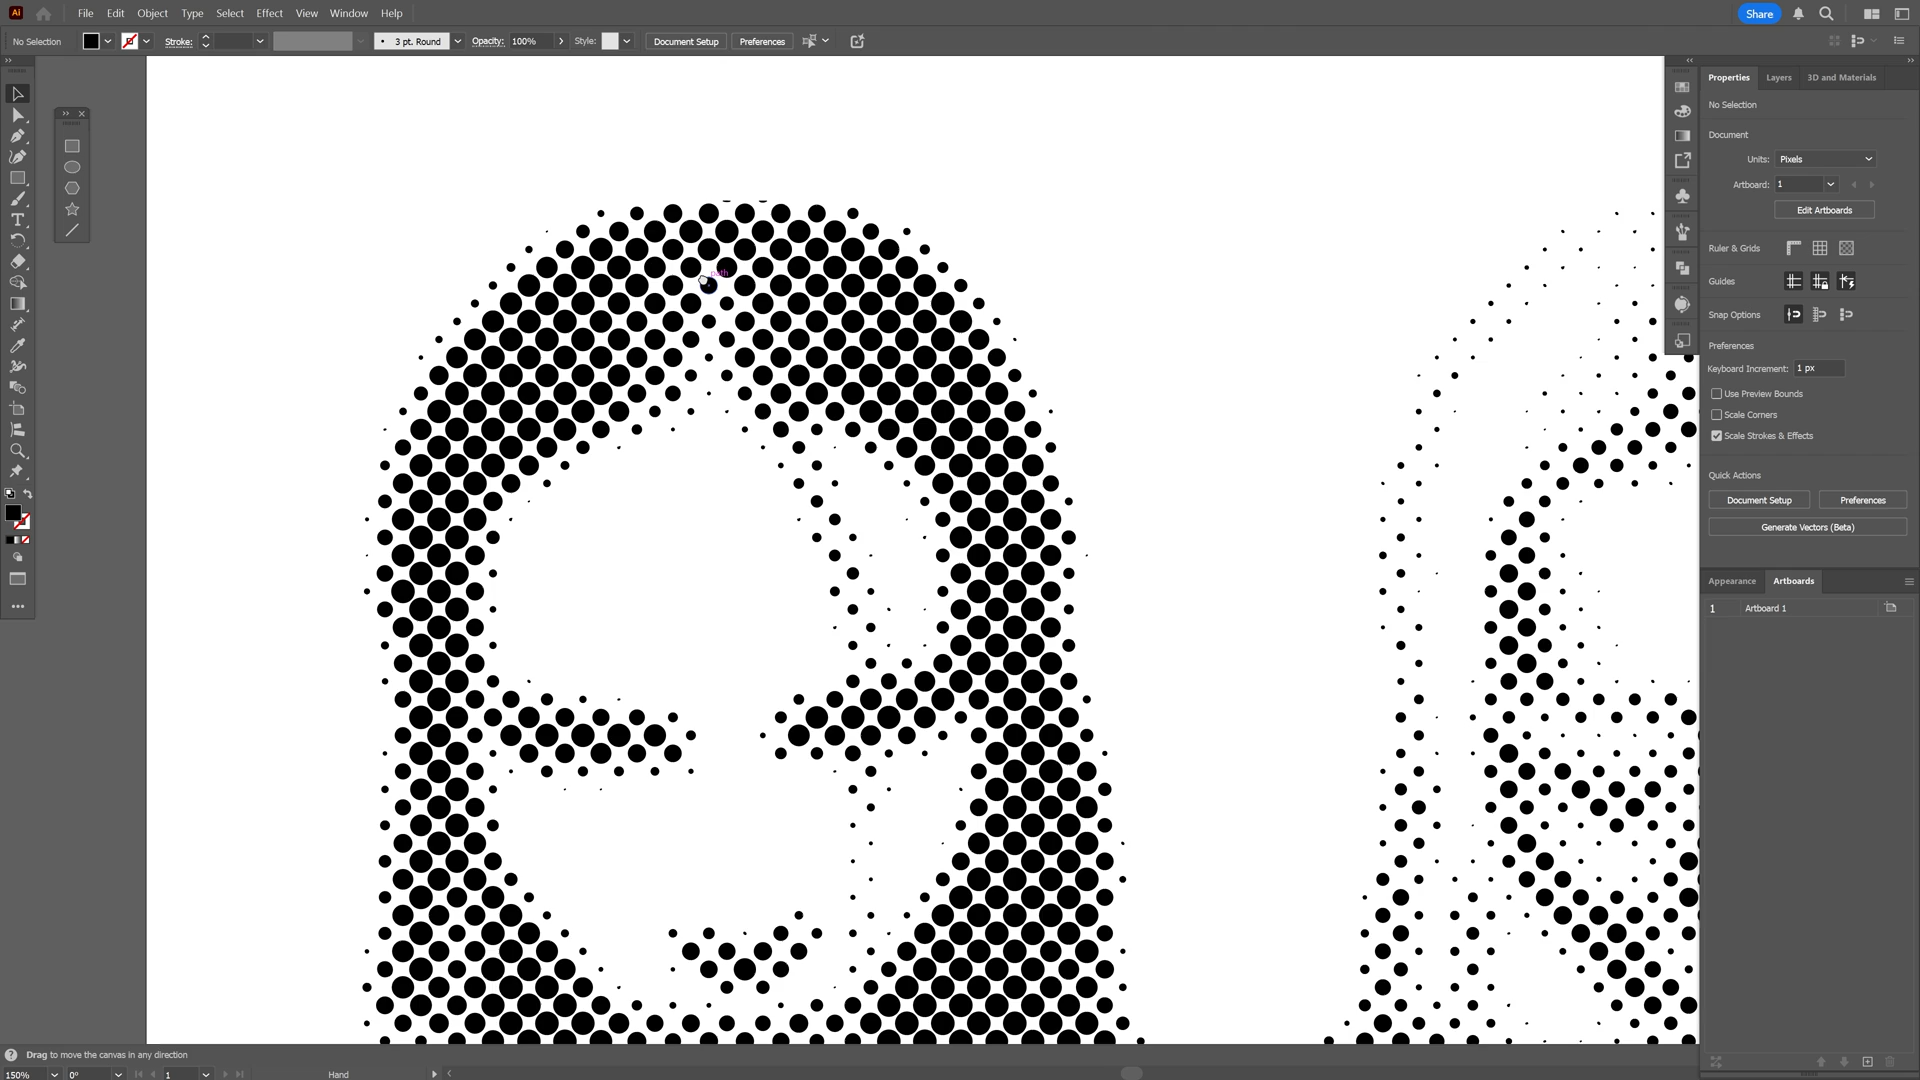 Ai File Edit Object Type Select Effect View Window Help Share
No Selection Stroke: 3 pt. Round Opacity: 100% Style: Document Setup Preferences
Properties Layers 3D and Materials
No Selection
Document
Units: Pixels
Artboard: 1
Edit Artboards
Ruler & Grids
path
Guides
Snap Options
Preferences
Keyboard Increment: 1 px
Use Preview Bounds
Scale Corners
Scale Strokes & Effects
Quick Actions
Document Setup Preferences
Generate Vectors (Beta)
Appearance Artboards
1 Artboard 1
Drag to move the canvas in any direction
150% 0° 1 Hand